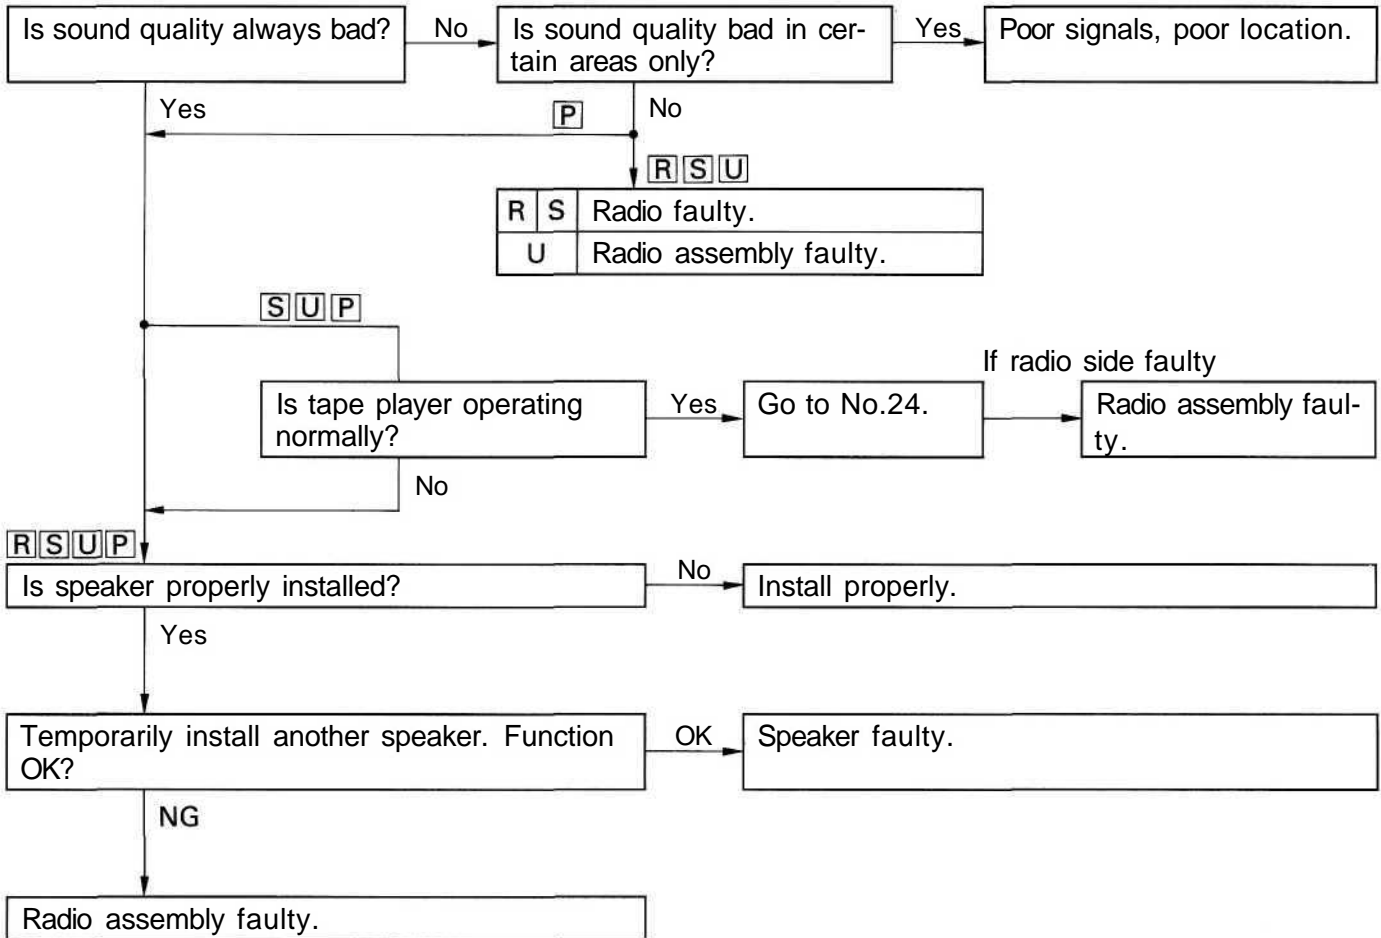 Is sound quality always bad?
No
Is sound quality bad in cer-
tain areas only?
Yes
Poor signals, poor location.
Yes
P
No
R S U
R S Radio faulty.
U Radio assembly faulty.
S U P
If radio side faulty
Is tape player operating
normally?
Yes
Go to No.24.
Radio assembly faul-
ty.
No
R S U P
Is speaker properly installed?
No
Install properly.
Yes
Temporarily install another speaker. Function
OK?
OK
Speaker faulty.
NG
Radio assembly faulty.